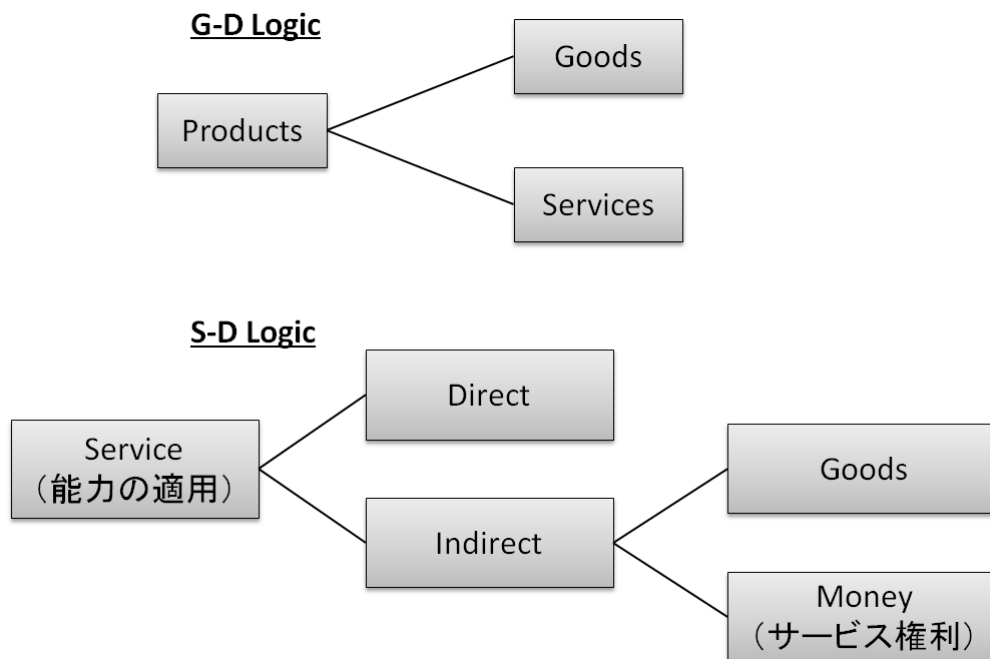 G-D Logic
Goods
Products
Services
S-D Logic
Direct
Service
（能力の適用）
Goods
Indirect
Money
（サービス権利）